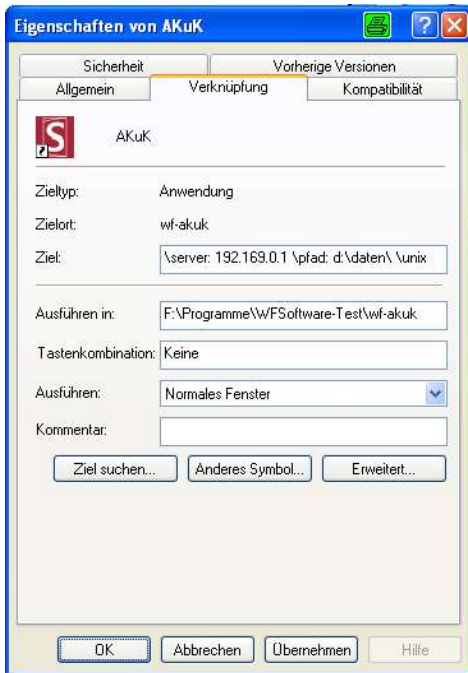 Eigenschaften von AKuK
Sicherheit Vorherige Versionen
Allgemein Verknüpfung Kompatibilität
S
AKuK
Zieltyp: Anwendung
Zielort: wf-akuk
Ziel: \server: 192.169.0.1 \pfad: d:\daten\ \unix
Ausführen in: F:\Programme\WFSoftware-Test\wf-akuk
Tastenkombination: Keine
Ausführen: Normales Fenster
Kommentar:
Ziel suchen... Anderes Symbol... Erweitert...
OK Abbrechen Übernehmen Hilfe